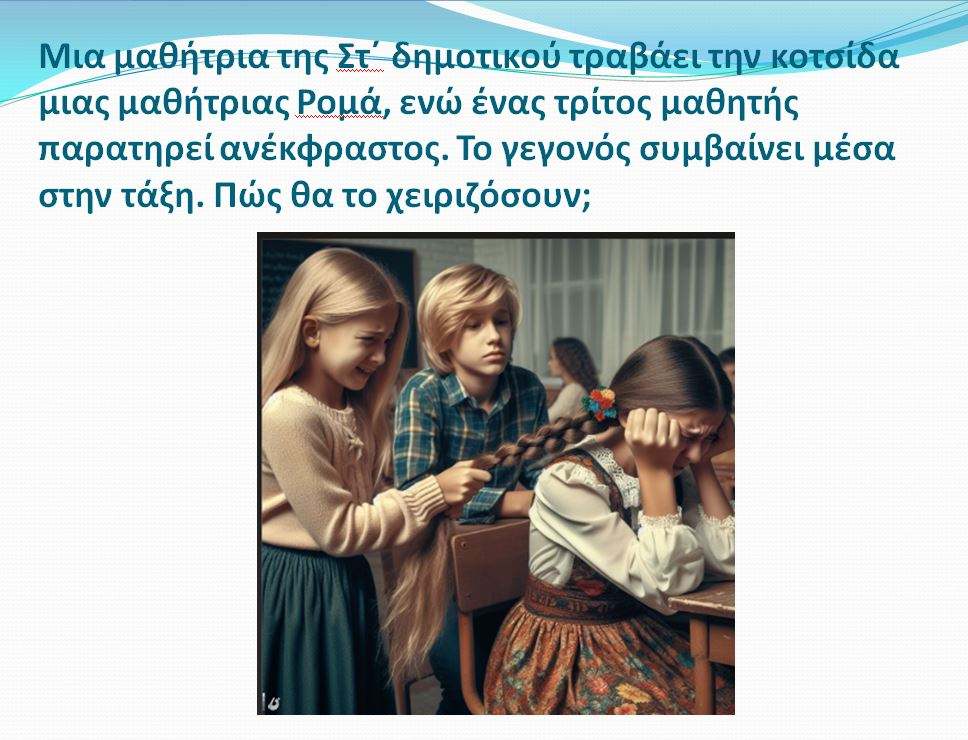 Μια μαθήτρια της Στ΄ δημοτικού τραβάει την κοτσίδα
μιας μαθήτριας Ρομά, ενώ ένας τρίτος μαθητής
παρατηρεί ανέκφραστος. Το γεγονός συμβαίνει μέσα
στην τάξη. Πώς θα το χειριζόσουν;